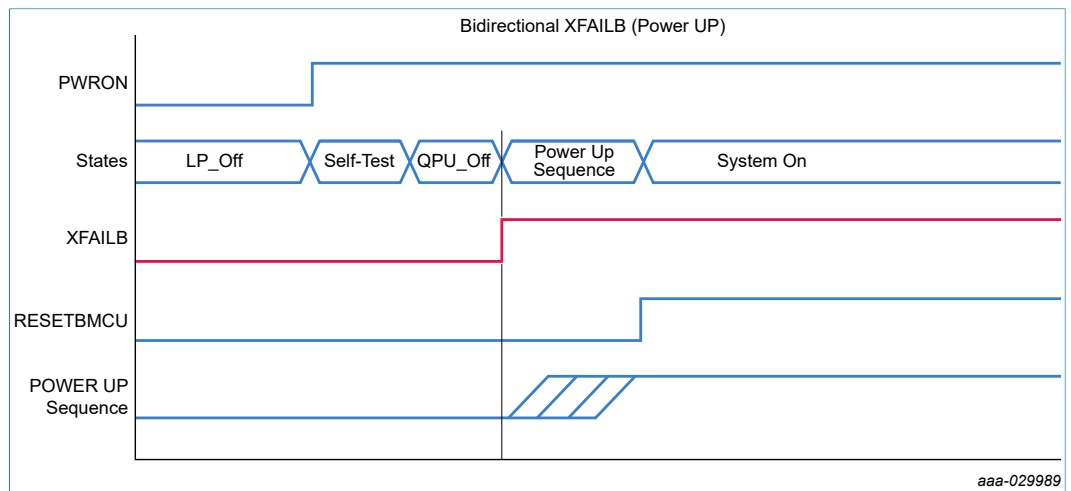 Bidirectional XFAILB (Power UP)
PWRON
States
LP_Off
Self-Test
QPU_Off
Power Up
Sequence
System On
XFAILB
RESETBMCU
POWER UP
Sequence
aaa-029989